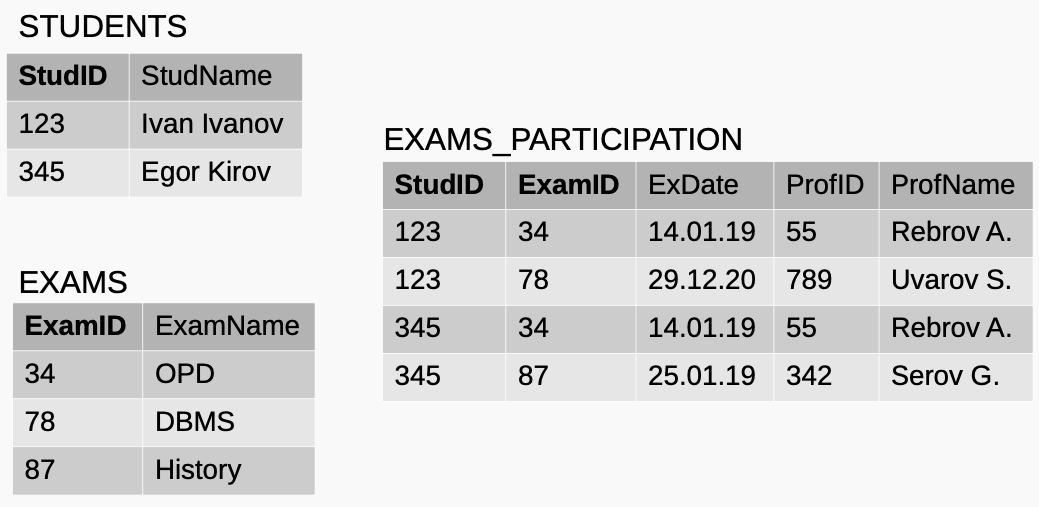 STUDENTS
StudID StudName
123 Ivan Ivanov
345 Egor Kirov
EXAMS
ExamID ExamName
34 OPD
78 DBMS
87 History
EXAMS_PARTICIPATION
StudID ExamID ExDate ProfID ProfName
123 34 14.01.19 55 Rebrov A.
123 78 29.12.20 789 Uvarov S.
345 34 14.01.19 55 Rebrov A.
345 87 25.01.19 342 Serov G.